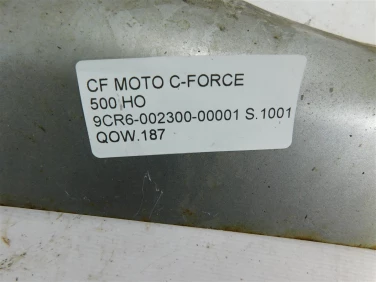 CF MOTO C-FORCE
500 HO
9CR6-002300-00001 S.1001
QOW.187